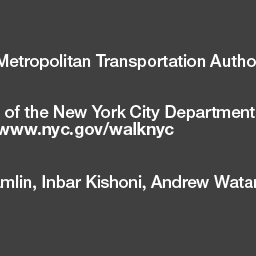 Metropolitan Transportation Autho
of the New York City Department
www.nyc.gov/walknyc
mlin, Inbar Kishoni, Andrew Watan